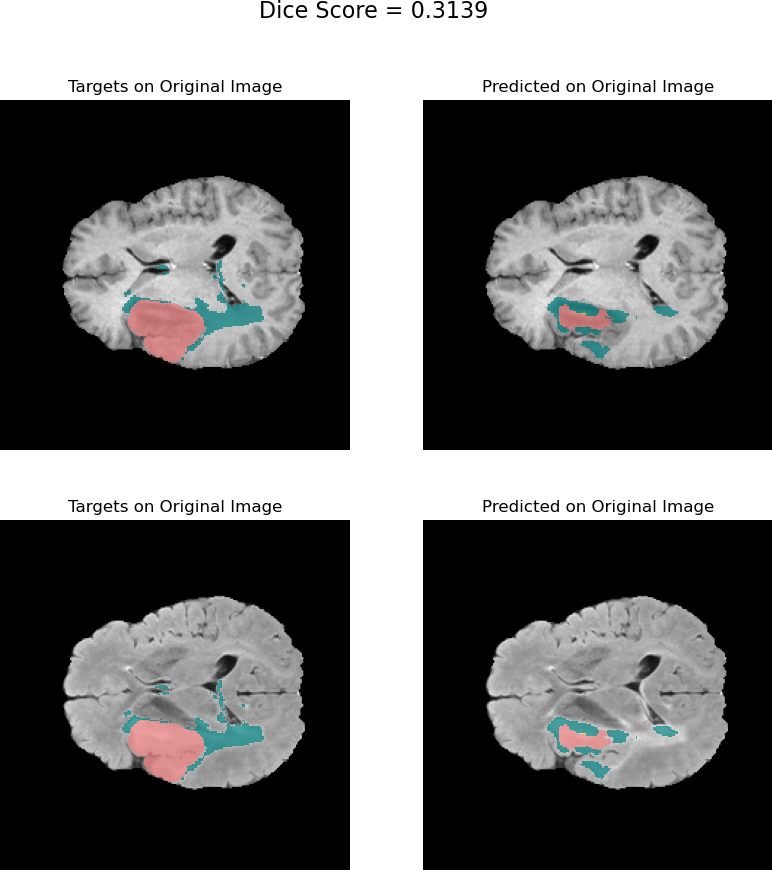 Dice Score = 0.3139
Targets on Original Image
Predicted on Original Image
Targets on Original Image
Predicted on Original Image